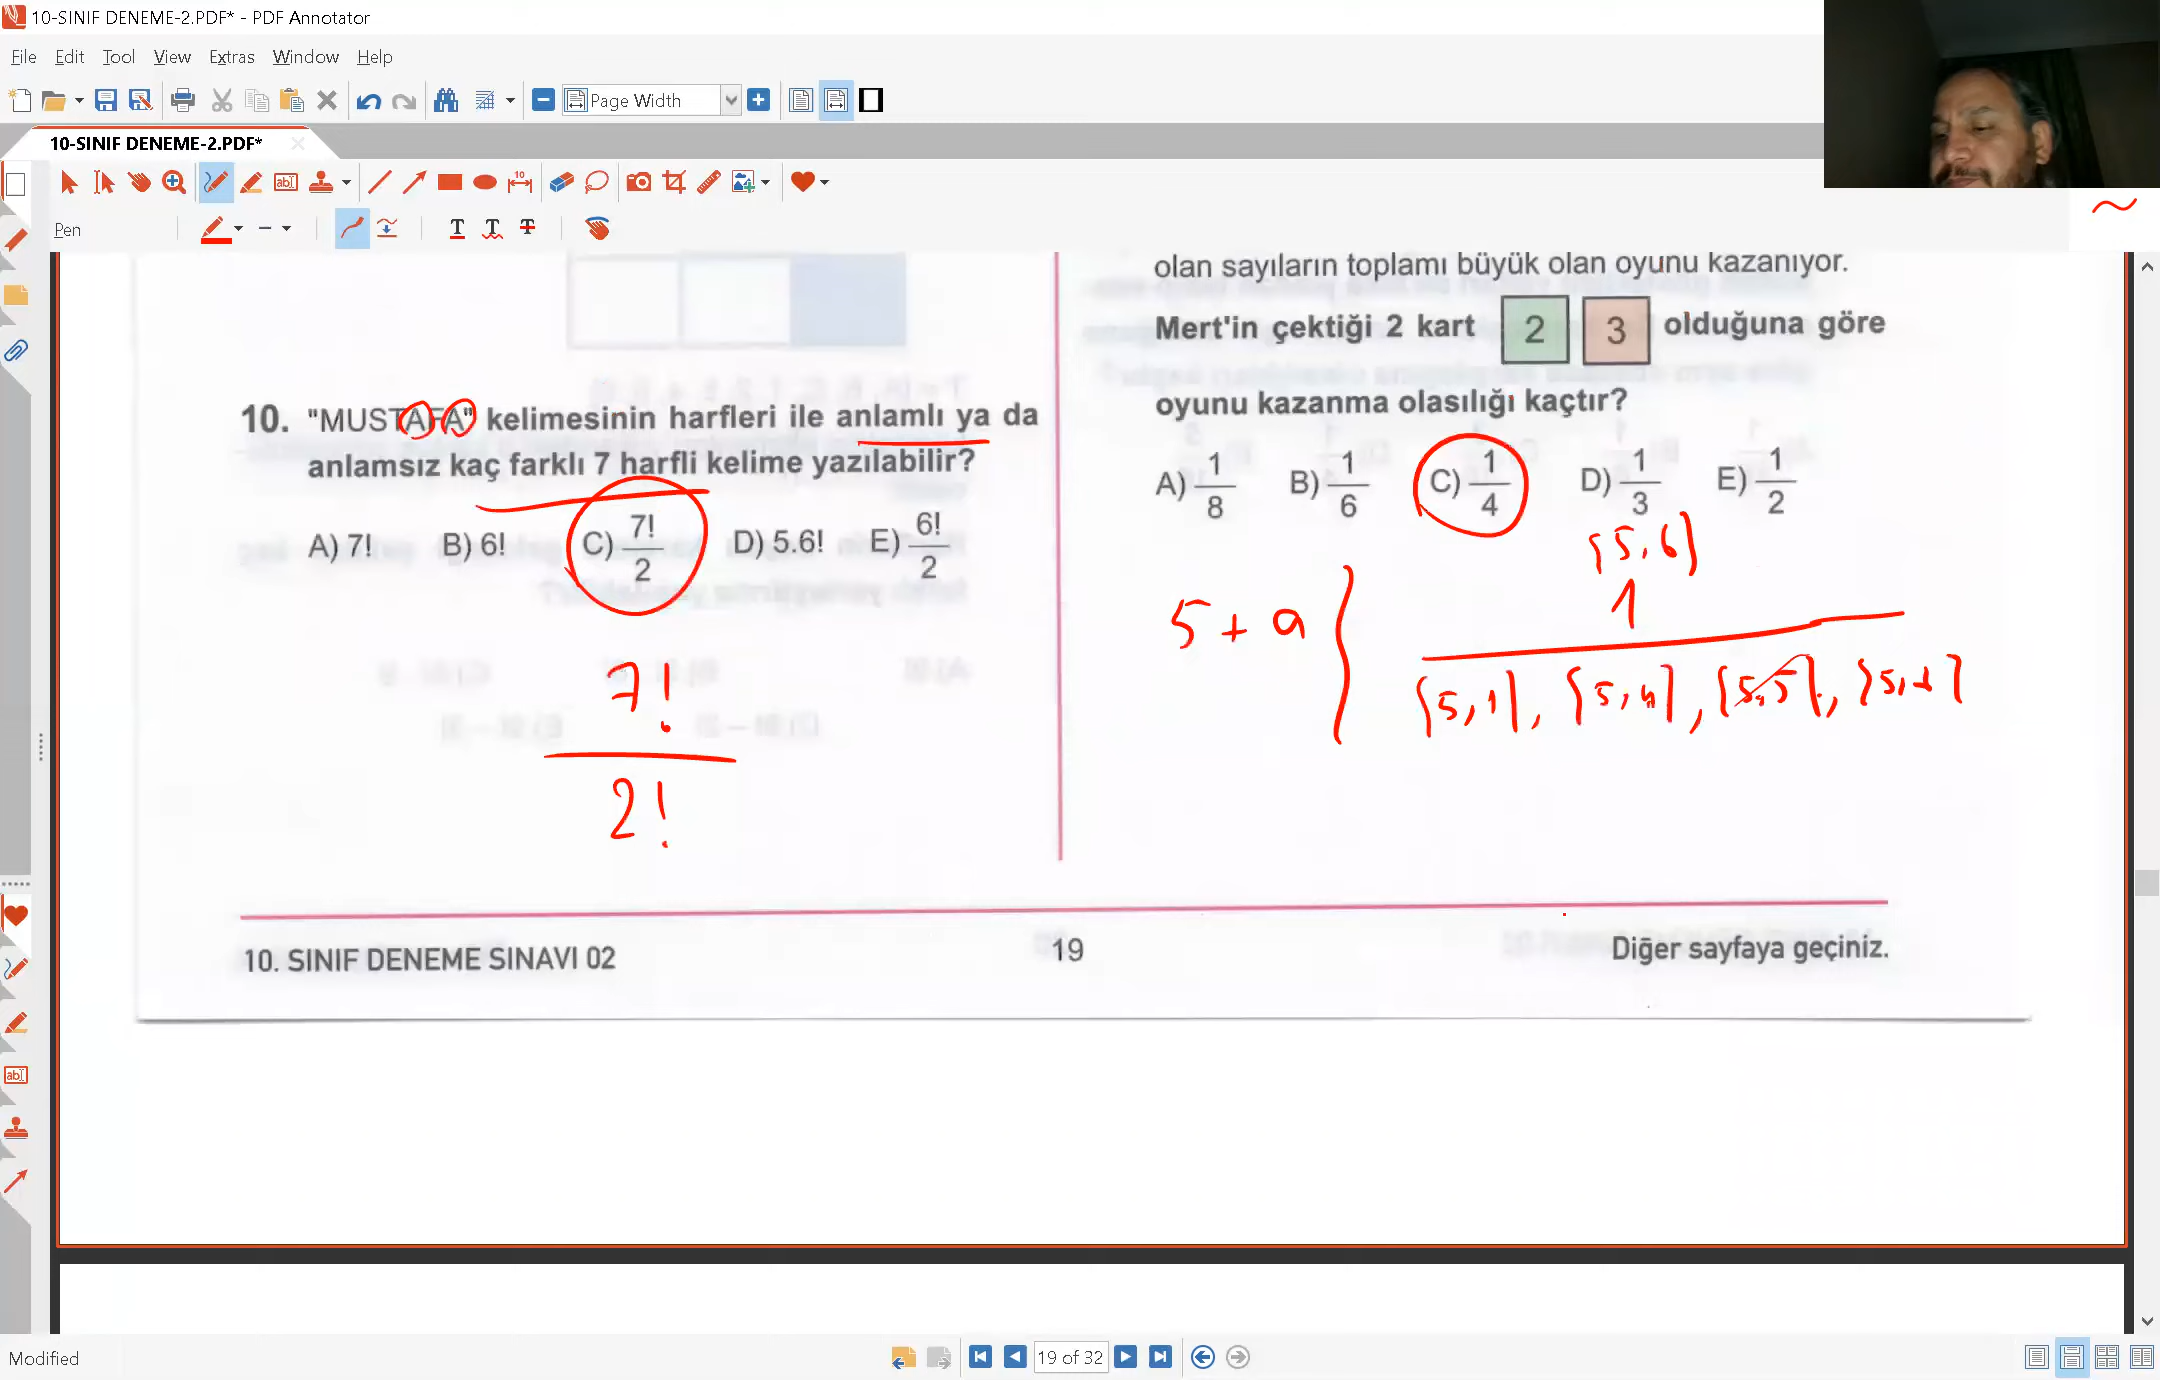 10-SINIF DENEME-2.PDF* - PDF Annotator
File Edit Tool View Extras Window Help
Page Width
10-SINIF DENEME-2.PDF*
Pen
10. "MUSTAFA" kelimesinin harfleri ile anlamlı ya da
anlamsız kaç farklı 7 harfli kelime yazılabilir?
A) 7! B) 6! C) 7!/2 D) 5.6! E) 6!/2
7!
2!
olan sayıların toplamı büyük olan oyunu kazanıyor.
Mert'in çektiği 2 kart 2 3 olduğuna göre
oyunu kazanma olasılığı kaçtır?
A) 1/8 B) 1/6 C) 1/4 D) 1/3 E) 1/2
{5,6}
5 + a
1
{5,1}, {5,4}, {5,5},
10. SINIF DENEME SINAVI 02
19
Diğer sayfaya geçiniz.
Modified
19 of 32